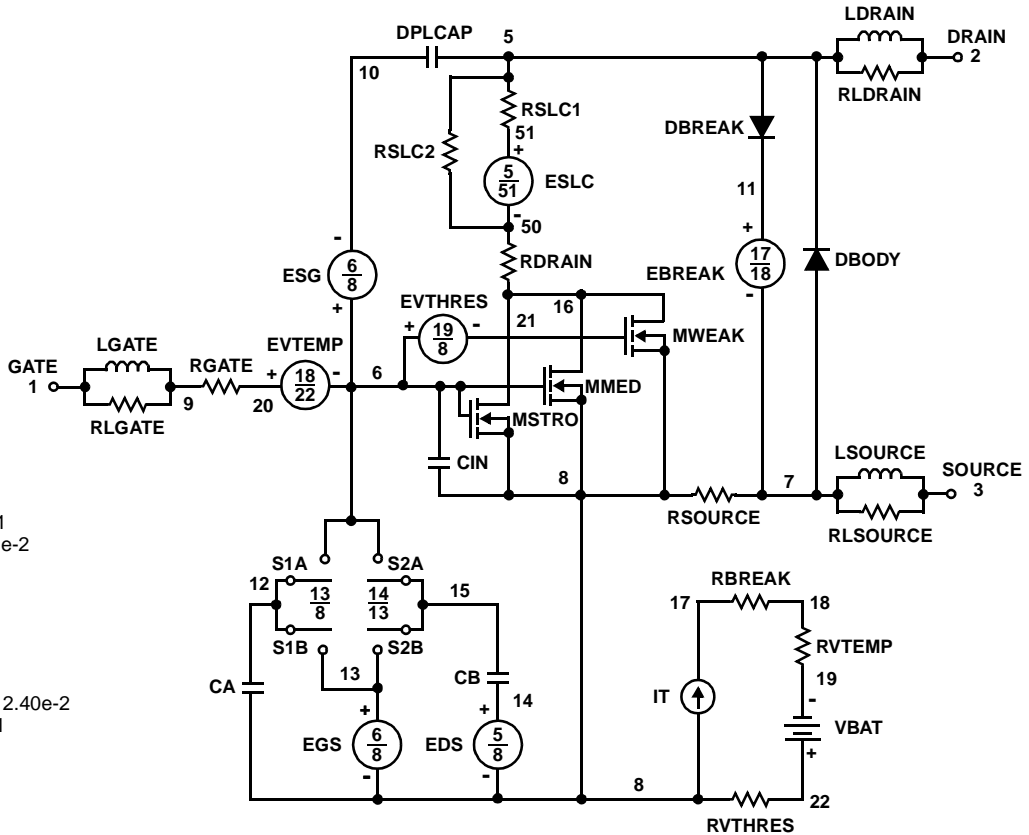 LDRAIN
DPLCAP 5 DRAIN
2
10
RLDRAIN
RSLC1
DBREAK
51
RSLC2 +
5
51
ESLC
11
-
50
- +
RDRAIN
17
18
EBREAK
DBODY
6
8
ESG
-
EVTHRES
16
+
+ 19
8
- 21
MWEAK
LGATE
EVTEMP
GATE
1
RGATE
+ 18
22
- 6
MMED
9 20
RLGATE
MSTRO
CIN
LSOURCE
8 7 SOURCE
3
RSOURCE
RLSOURCE
e-2
S1A S2A
12
13
8
14
13
15
RBREAK
17 18
S1B S2B
RVTEMP
13
CA CB 19
14 IT -
2.40e-2
VBAT
+ +
EGS 6
8
EDS 5
8
+
- -
8
22
RVTHRES